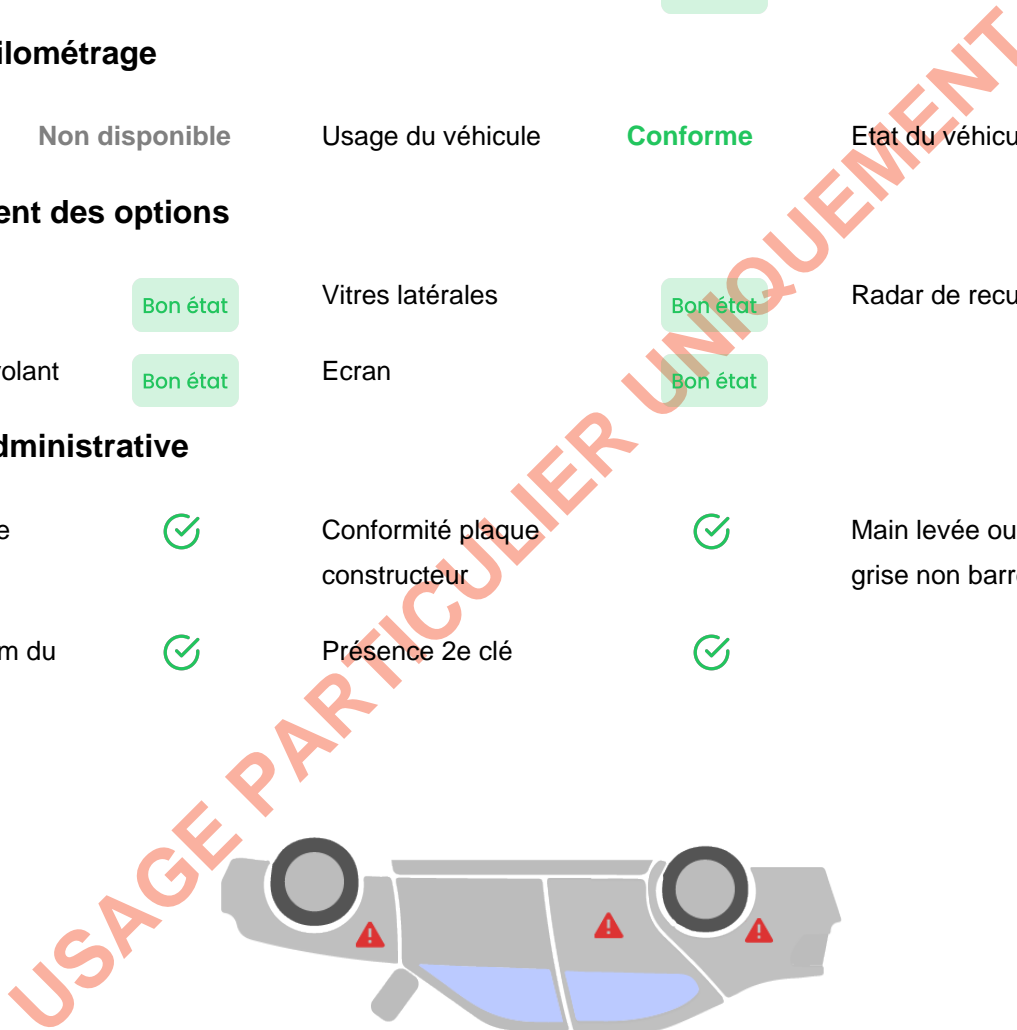 ilométrage
Non disponible Usage du véhicule Conforme Etat du véhicu
ent des options
Bon état Vitres latérales Bon état Radar de recu
olant Bon état Ecran Bon état
dministrative
e Conformité plaque Main levée ou
constructeur grise non barr
m du Présence 2e clé
USAGE PARTICULIER UNIQUEMENT